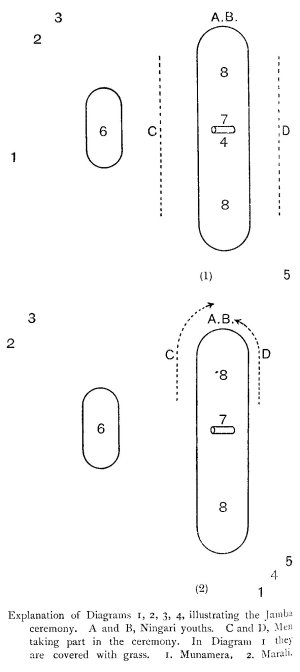 3
A.B.
2
8
7
6
C
D
4
1
8
(1)
5
A.B.
3
2
C
D
8
7
6
8
5
(2)
4
1
Explanation of Diagrams 1, 2, 3, 4, illustrating the Jamba
ceremony. A and B, Ningari youths. C and D, Men
taking part in the ceremony. In Diagram 1 they
are covered with grass. 1. Munamera, 2. Marali.